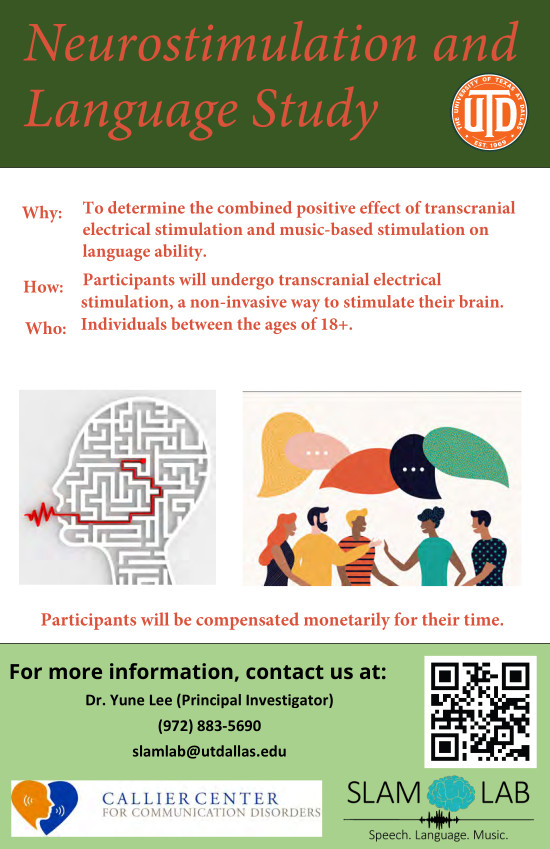 Neurostimulation and
Language Study
THE UNIVERSITY OF TEXAS AT DALLAS
UTD
EST. 1969
Why: To determine the combined positive effect of transcranial
electrical stimulation and music-based stimulation on
language ability.
How: Participants will undergo transcranial electrical
stimulation, a non-invasive way to stimulate their brain.
Who: Individuals between the ages of 18+.
Participants will be compensated monetarily for their time.
For more information, contact us at:
Dr. Yune Lee (Principal Investigator)
(972) 883-5690
slamlab@utdallas.edu
CALLIER CENTER
FOR COMMUNICATION DISORDERS
SLAM LAB
Speech. Language. Music.